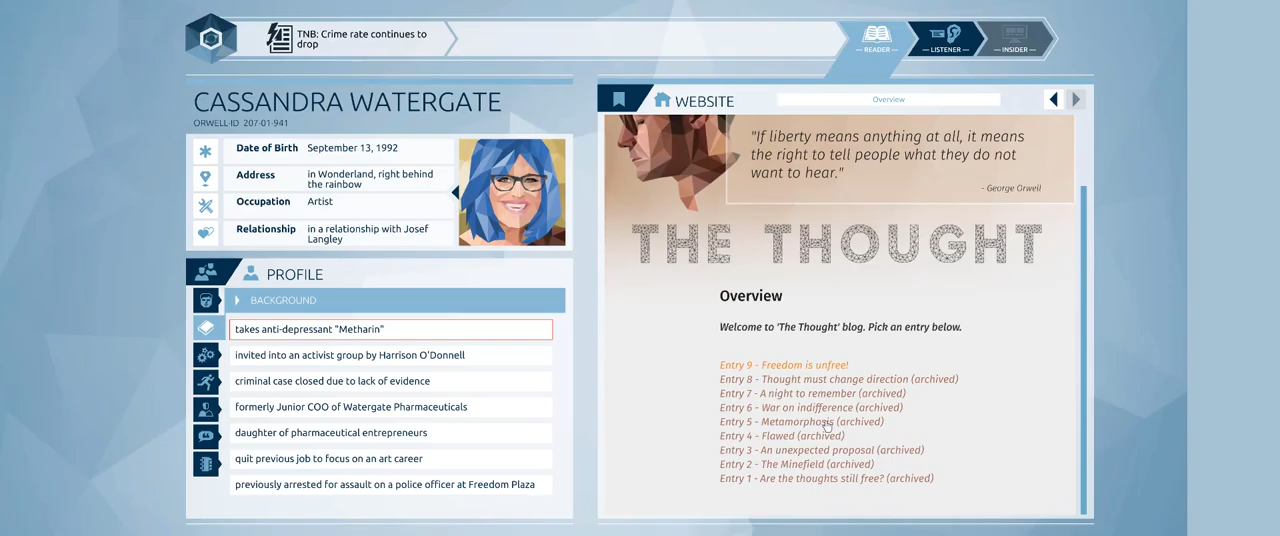 TNB: Crime rate continues to
drop
READER
LISTENER
INSIDER
CASSANDRA WATERGATE
ORWELL-ID 207-01-941
Date of Birth September 13, 1992
Address in Wonderland, right behind
the rainbow
Occupation Artist
Relationship in a relationship with Josef
Langley
PROFILE
BACKGROUND
takes anti-depressant "Metharin"
invited into an activist group by Harrison O'Donnell
criminal case closed due to lack of evidence
formerly Junior COO of Watergate Pharmaceuticals
daughter of pharmaceutical entrepreneurs
quit previous job to focus on an art career
previously arrested for assault on a police officer at Freedom Plaza
WEBSITE
Overview
"If liberty means anything at all, it means
the right to tell people what they do not
want to hear."
- George Orwell
THE THOUGHT
Overview
Welcome to 'The Thought' blog. Pick an entry below.
Entry 9 - Freedom is unfree!
Entry 8 - Thought must change direction (archived)
Entry 7 - A night to remember (archived)
Entry 6 - War on indifference (archived)
Entry 5 - Metamorphosis (archived)
Entry 4 - Flawed (archived)
Entry 3 - An unexpected proposal (archived)
Entry 2 - The Minefield (archived)
Entry 1 - Are the thoughts still free? (archived)